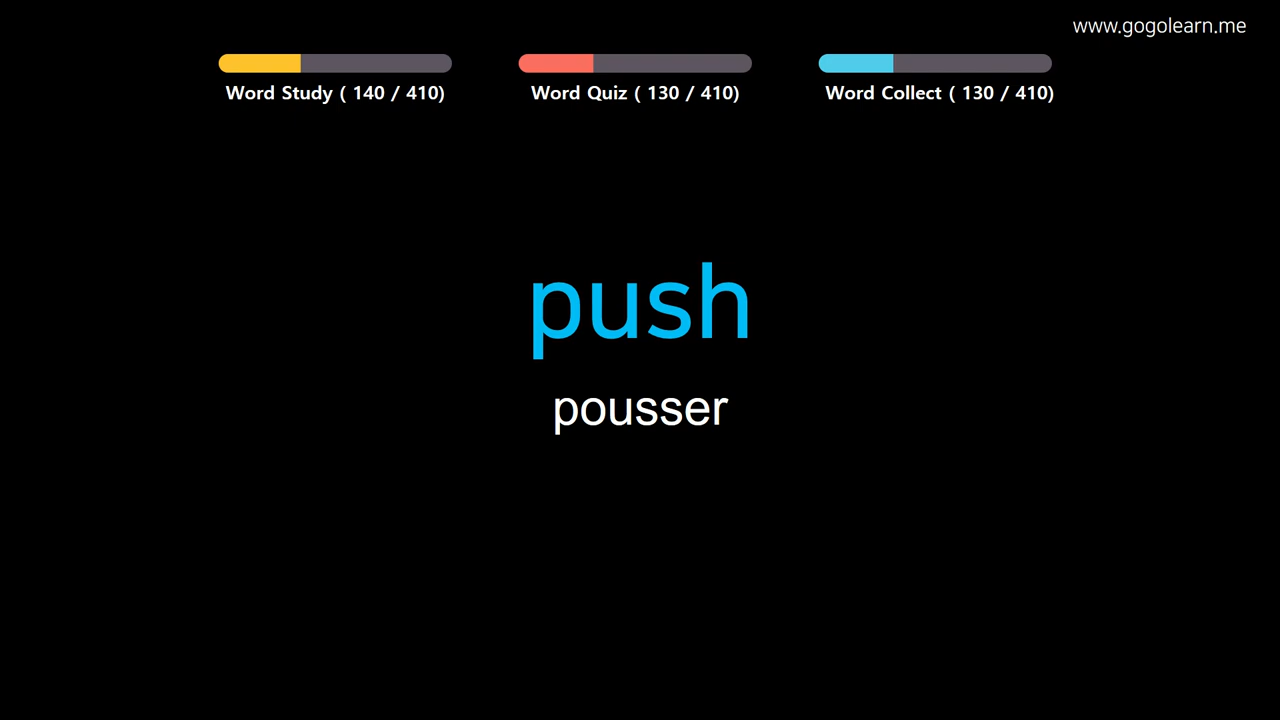 www.gogolearn.me
Word Study ( 140 / 410)
Word Quiz ( 130 / 410)
Word Collect ( 130 / 410)
push
pousser